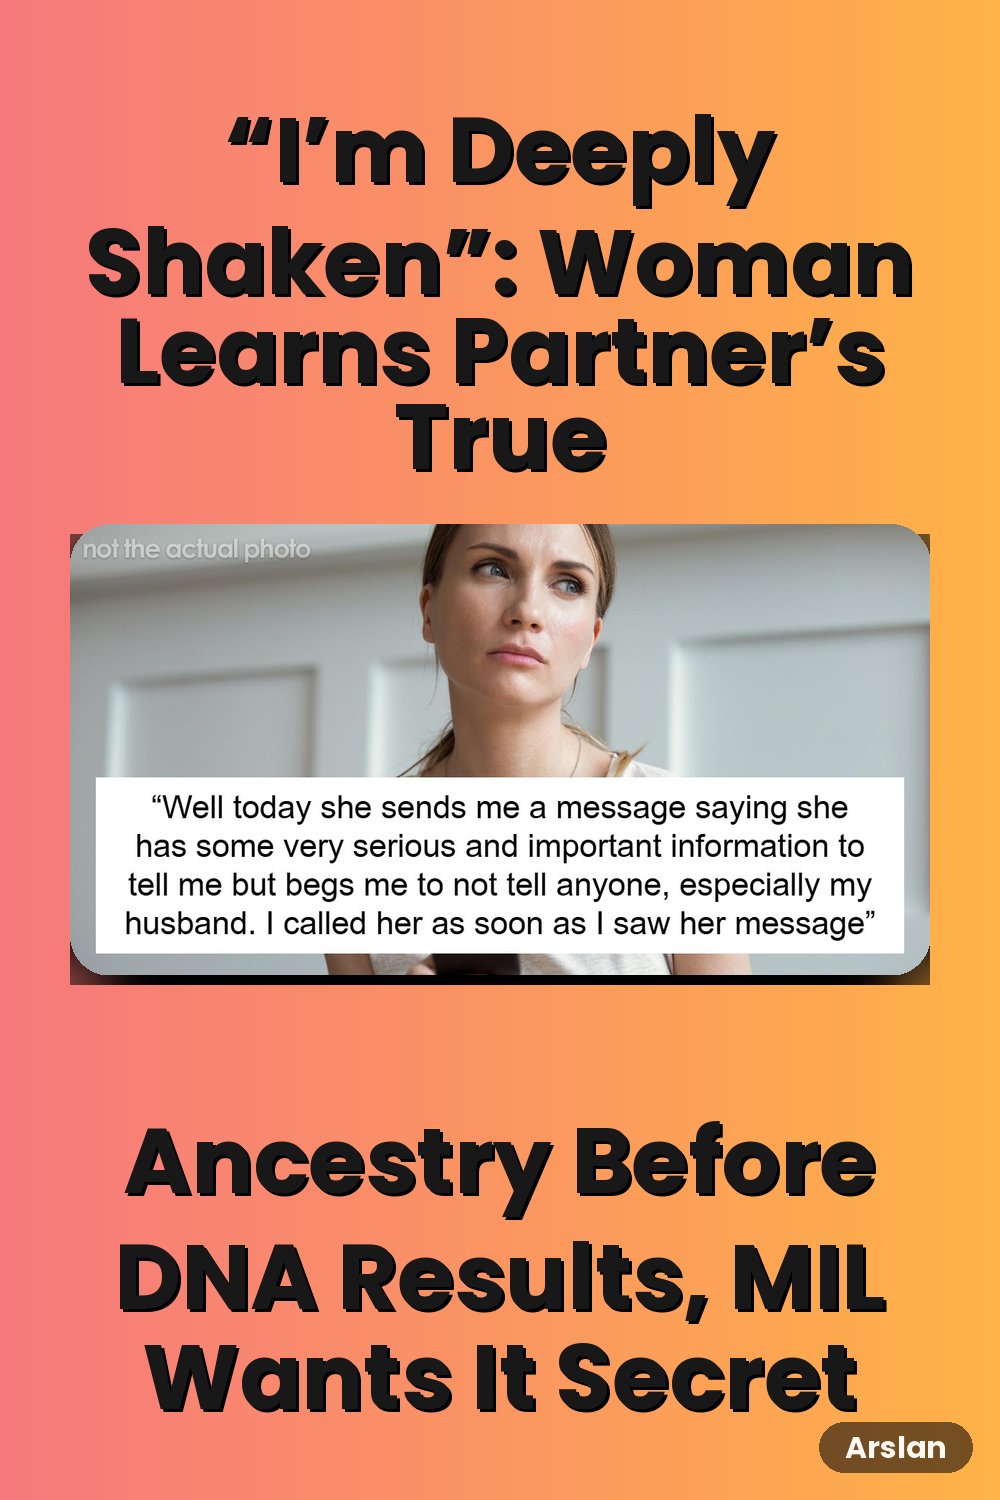 “I’m Deeply
Shaken”: Woman
Learns Partner’s
True
not the actual photo
“Well today she sends me a message saying she
has some very serious and important information to
tell me but begs me to not tell anyone, especially my
husband. I called her as soon as I saw her message”
Ancestry Before
DNA Results, MIL
Wants It Secret
Arslan